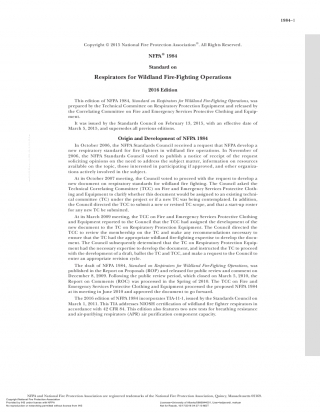 1984–1
Copyright © 2015 National Fire Protection Association®. All Rights Reserved.
NFPA® 1984
Standard on
Respirators for Wildland Fire-Fighting Operations
2016 Edition
This edition of NFPA 1984, Standard on Respirators for Wildland Fire-Fighting Operations, was
prepared by the Technical Committee on Respiratory Protection Equipment and released by
the Correlating Committee on Fire and Emergency Services Protective Clothing and Equip-
ment.
It was issued by the Standards Council on February 13, 2015, with an effective date of
March 5, 2015, and supersedes all previous editions.
Origin and Development of NFPA 1984
In October 2006, the NFPA Standards Council received a request that NFPA develop a
new respiratory standard for fire fighters in wildland fire operations. In November of
2006, the NFPA Standards Council voted to publish a notice of receipt of the request
soliciting opinions on the need to address the subject matter, information on resources
available on the topic, those interested in participating if approved, and other organiza-
tions actively involved in the subject.
At its October 2007 meeting, the Council voted to proceed with the request to develop a
new document on respiratory standards for wildland fire fighting. The Council asked the
Technical Correlating Committee (TCC) on Fire and Emergency Services Protective Cloth-
ing and Equipment to clarify whether this document would be assigned to an existing techni-
cal committee (TC) under the project or if a new TC was being contemplated. In addition,
the Council directed the TCC to submit a new or revised TC scope, and that a startup roster
for any new TC be submitted.
At its March 2009 meeting, the TCC on Fire and Emergency Services Protective Clothing
and Equipment reported to the Council that the TCC had assigned the development of the
new document to the TC on Respiratory Protection Equipment. The Council directed the
TCC to review the membership on the TC and make any recommendations necessary to
ensure that the TC had the appropriate wildland fire-fighting expertise to develop the docu-
ment. The Council subsequently determined that the TC on Respiratory Protection Equip-
ment had the necessary expertise to develop the document, and instructed the TC to proceed
with the development of a draft, ballot the TC and TCC, and make a request to the Council to
enter an appropriate revision cycle.
The draft of NFPA 1984, Standard on Respirators for Wildland Fire-Fighting Operations, was
published in the Report on Proposals (ROP) and released for public review and comment on
December 8, 2009. Following the public review period, which closed on March 5, 2010, the
Report on Comments (ROC) was processed in the Spring of 2010. The TCC on Fire and
Emergency Services Protective Clothing and Equipment processed the proposed NFPA 1984
at its meeting in June 2010 and approved the document to go forward.
The 2016 edition of NFPA 1984 incorporates TIA-11-1, issued by the Standards Council on
March 1, 2011. This TIA addresses NIOSH certification of wildland fire fighter respirators in
accordance with 42 CFR 84. This edition also features two new tests for breathing resistance
and air-purifying respirators (APR) air purification component capacity.
NFPA and National Fire Protection Association are registered trademarks of the National Fire Protection Association, Quincy, Massachusetts 02169